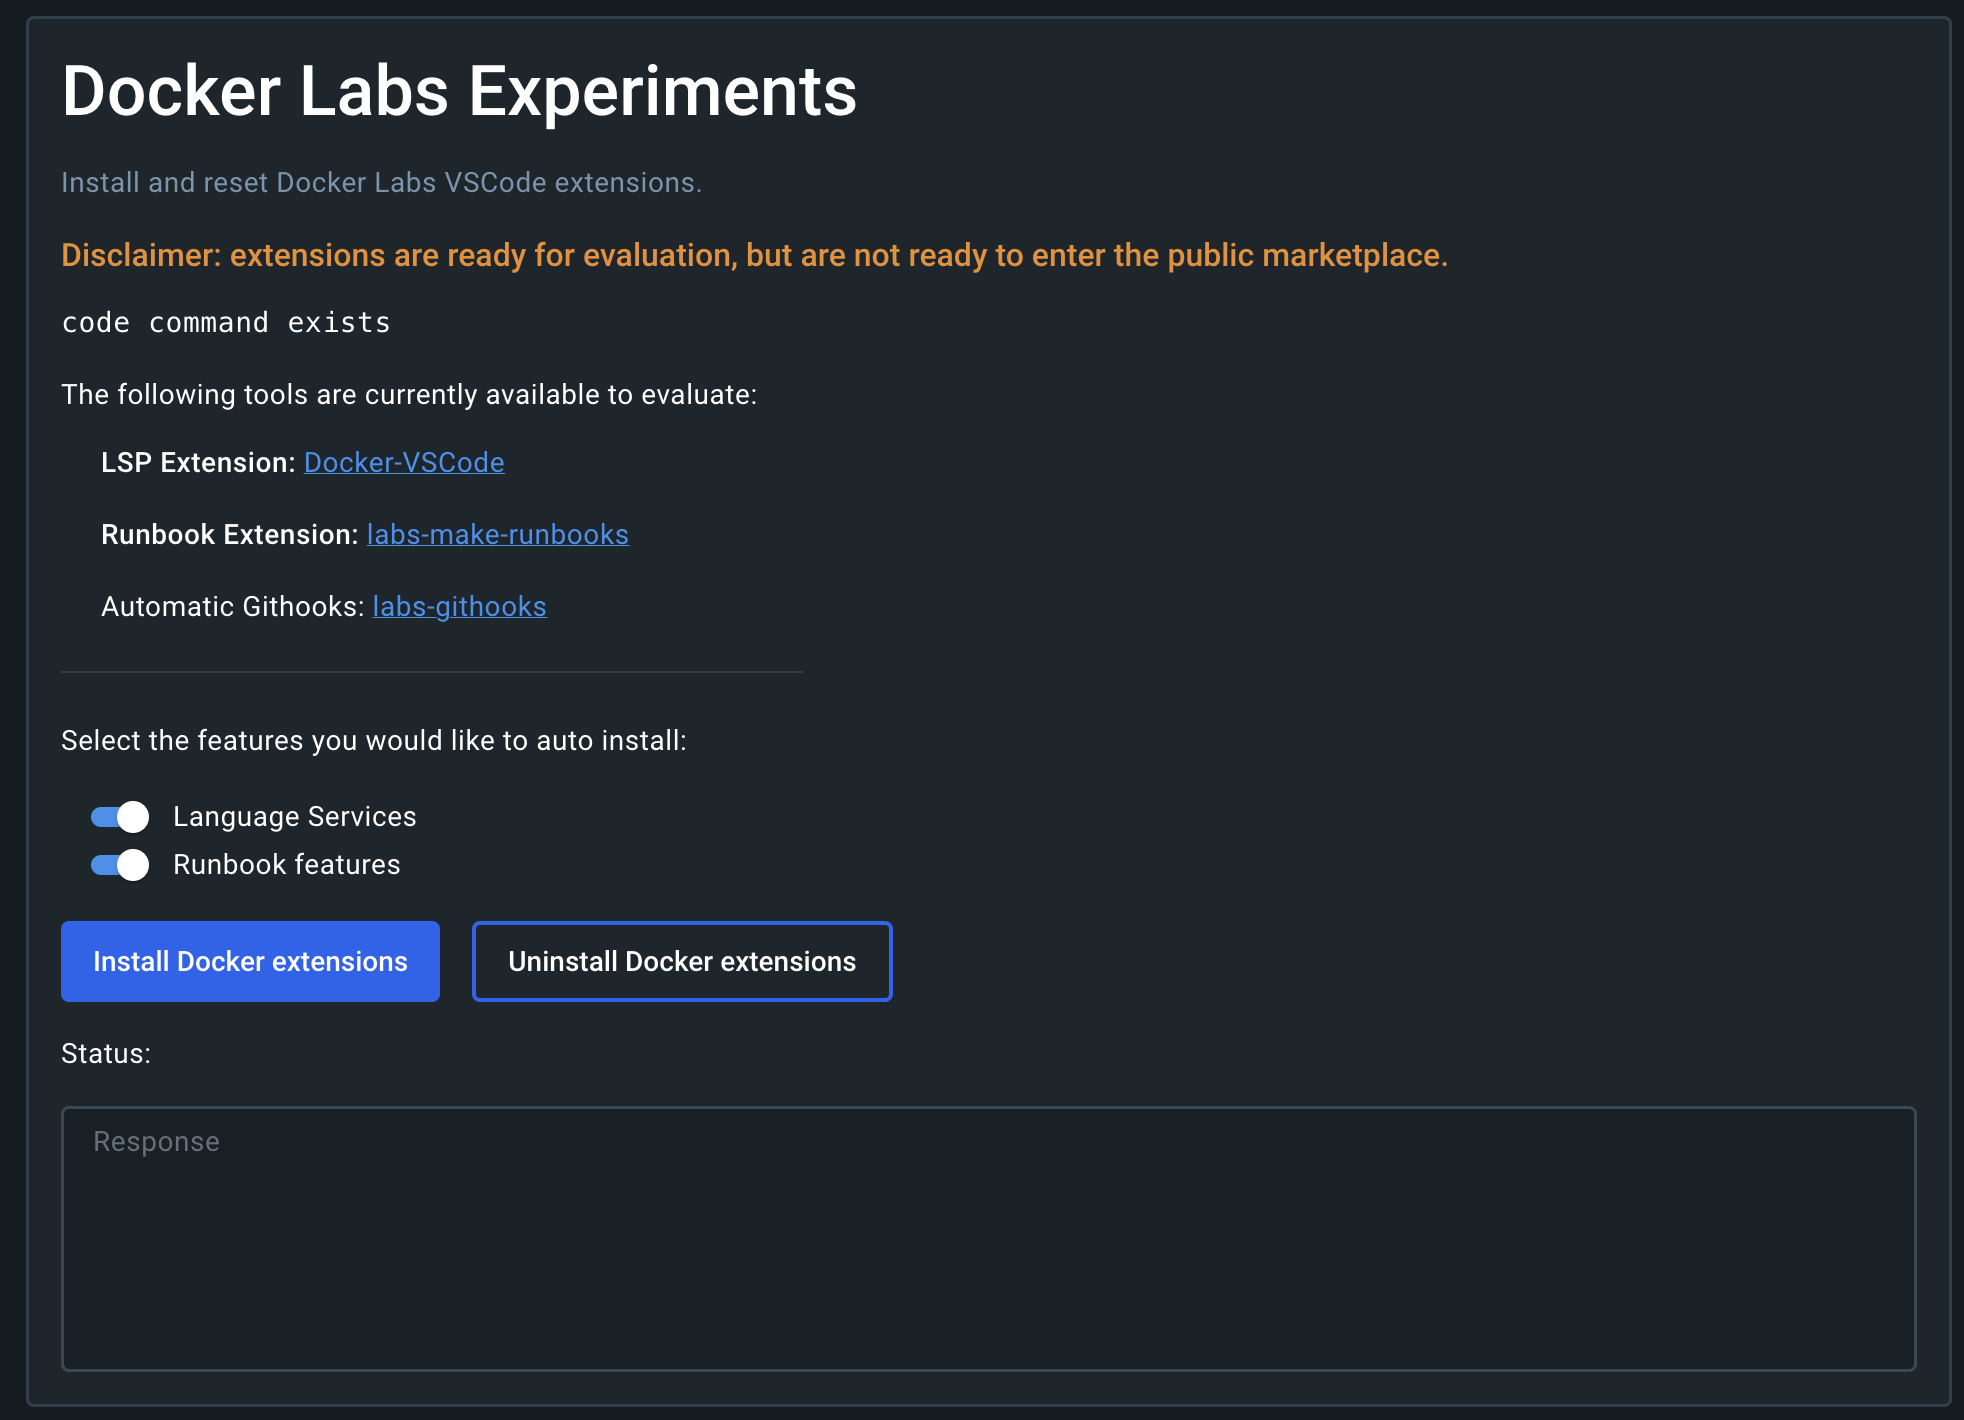 Docker Labs Experiments
Install and reset Docker Labs VSCode extensions.
Disclaimer: extensions are ready for evaluation, but are not ready to enter the public marketplace.
code command exists
The following tools are currently available to evaluate:
LSP Extension: Docker-VSCode
Runbook Extension: labs-make-runbooks
Automatic Githooks: labs-githooks
Select the features you would like to auto install:
Language Services
Runbook features
Install Docker extensions Uninstall Docker extensions
Status:
Response